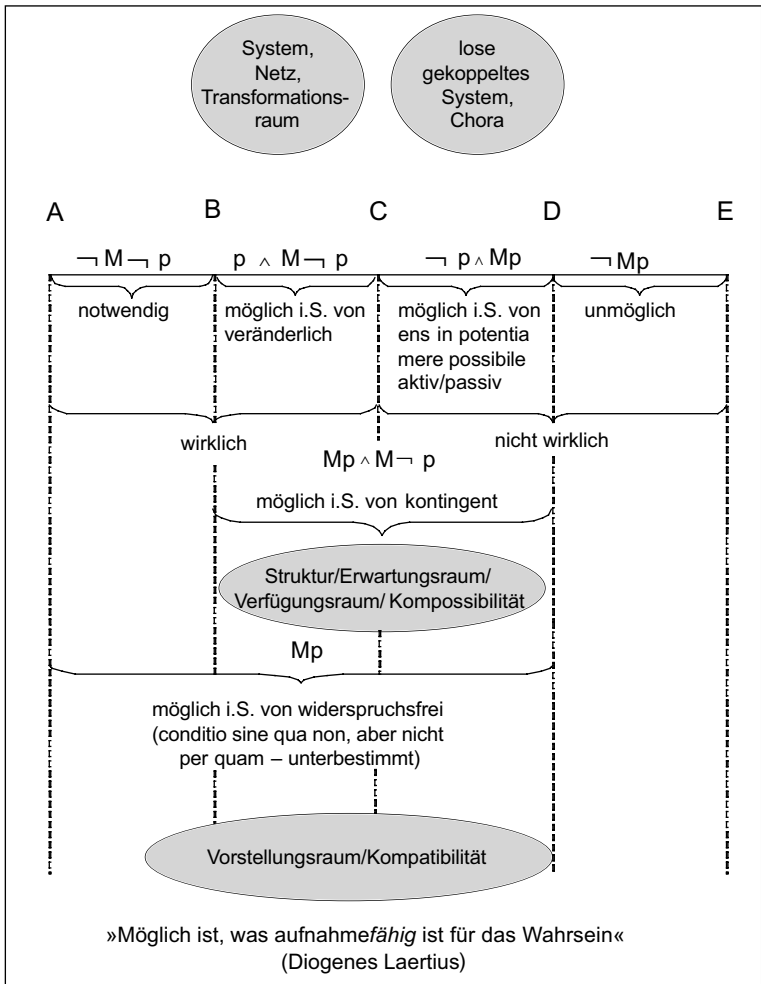 System,
Netz,
Transformations-
raum
lose
gekoppeltes
System,
Chora
A B C D E
¬ M ¬ p p ∧ M ¬ p ¬ p ∧ Mp ¬ Mp
notwendig
möglich i.S. von
veränderlich
möglich i.S. von
ens in potentia
mere possibile
aktiv/passiv
unmöglich
wirklich
nicht wirklich
Mp ∧ M ¬ p
möglich i.S. von kontingent
Struktur/Erwartungsraum/
Verfügungsraum/ Kompossibilität
Mp
möglich i.S. von widerspruchsfrei
(conditio sine qua non, aber nicht
per quam – unterbestimmt)
Vorstellungsraum/Kompatibilität
»Möglich ist, was aufnahmefähig ist für das Wahrsein«
(Diogenes Laertius)